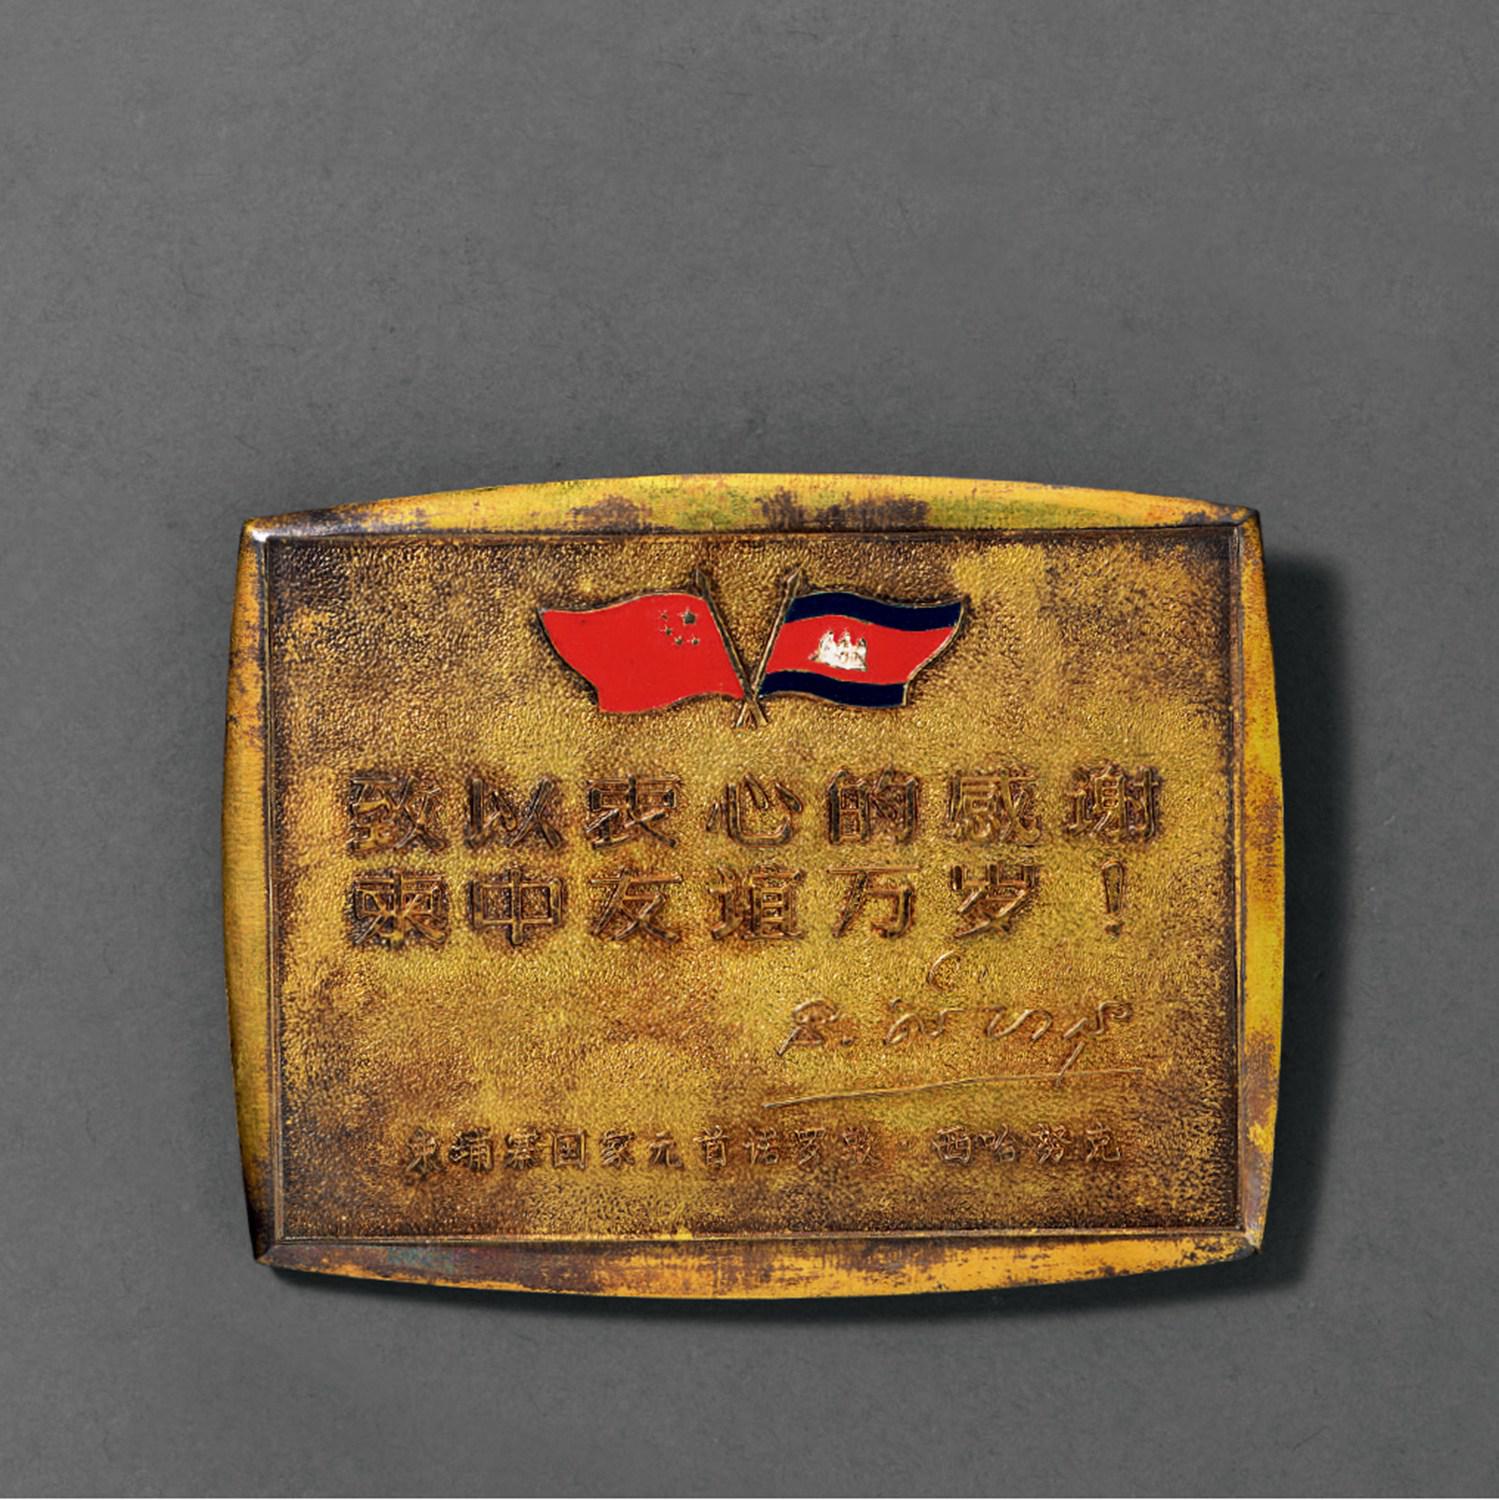 致以衷心的感谢
柬中友谊万岁！
柬埔寨国家元首诺罗敦·西哈努克